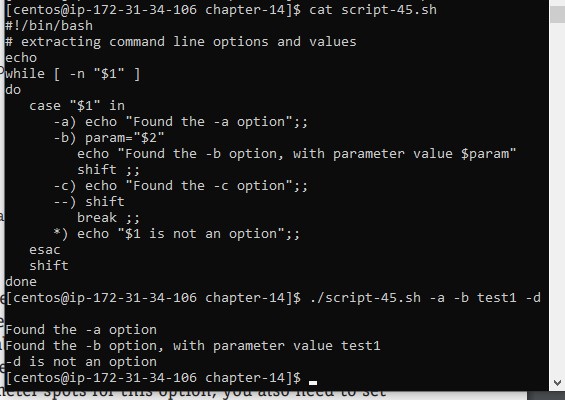 [centos@ip-172-31-34-106 chapter-14]$ cat script-45.sh
#!/bin/bash
# extracting command line options and values
echo
while [ -n "$1" ]
do
   case "$1" in
      -a) echo "Found the -a option";;
      -b) param="$2"
         echo "Found the -b option, with parameter value $param"
         shift ;;
      -c) echo "Found the -c option";;
      --) shift
         break ;;
      *) echo "$1 is not an option";;
   esac
   shift
done
[centos@ip-172-31-34-106 chapter-14]$ ./script-45.sh -a -b test1 -d

Found the -a option
Found the -b option, with parameter value test1
-d is not an option
[centos@ip-172-31-34-106 chapter-14]$
spots for this option, you also need to set